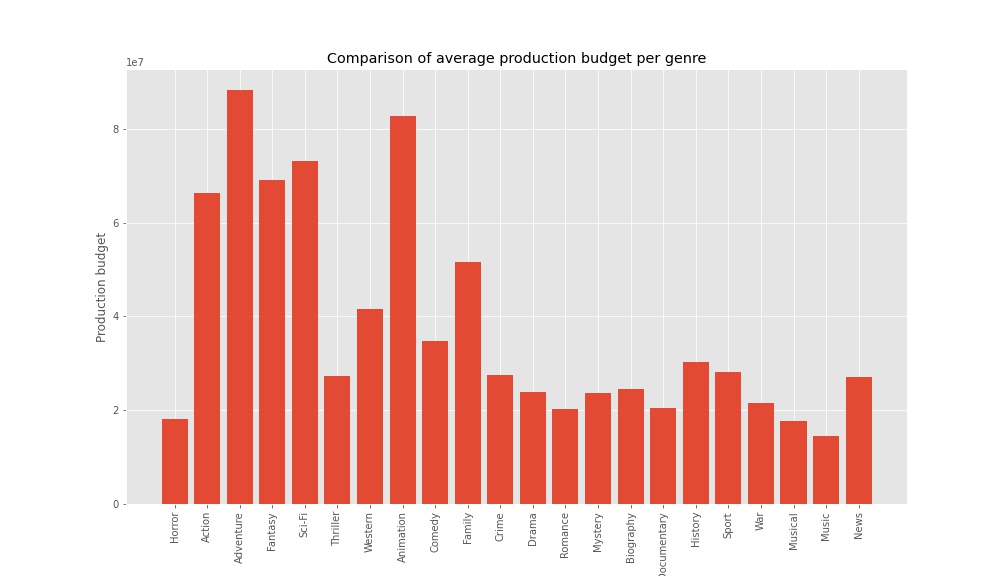 Comparison of average production budget per genre
1e7
8
6
4
2
0
Production budget
Horror
Action
Adventure
Fantasy
Sci-Fi
Thriller
Western
Animation
Comedy
Family
Crime
Drama
Romance
Mystery
Biography
Documentary
History
Sport
War
Musical
Music
News